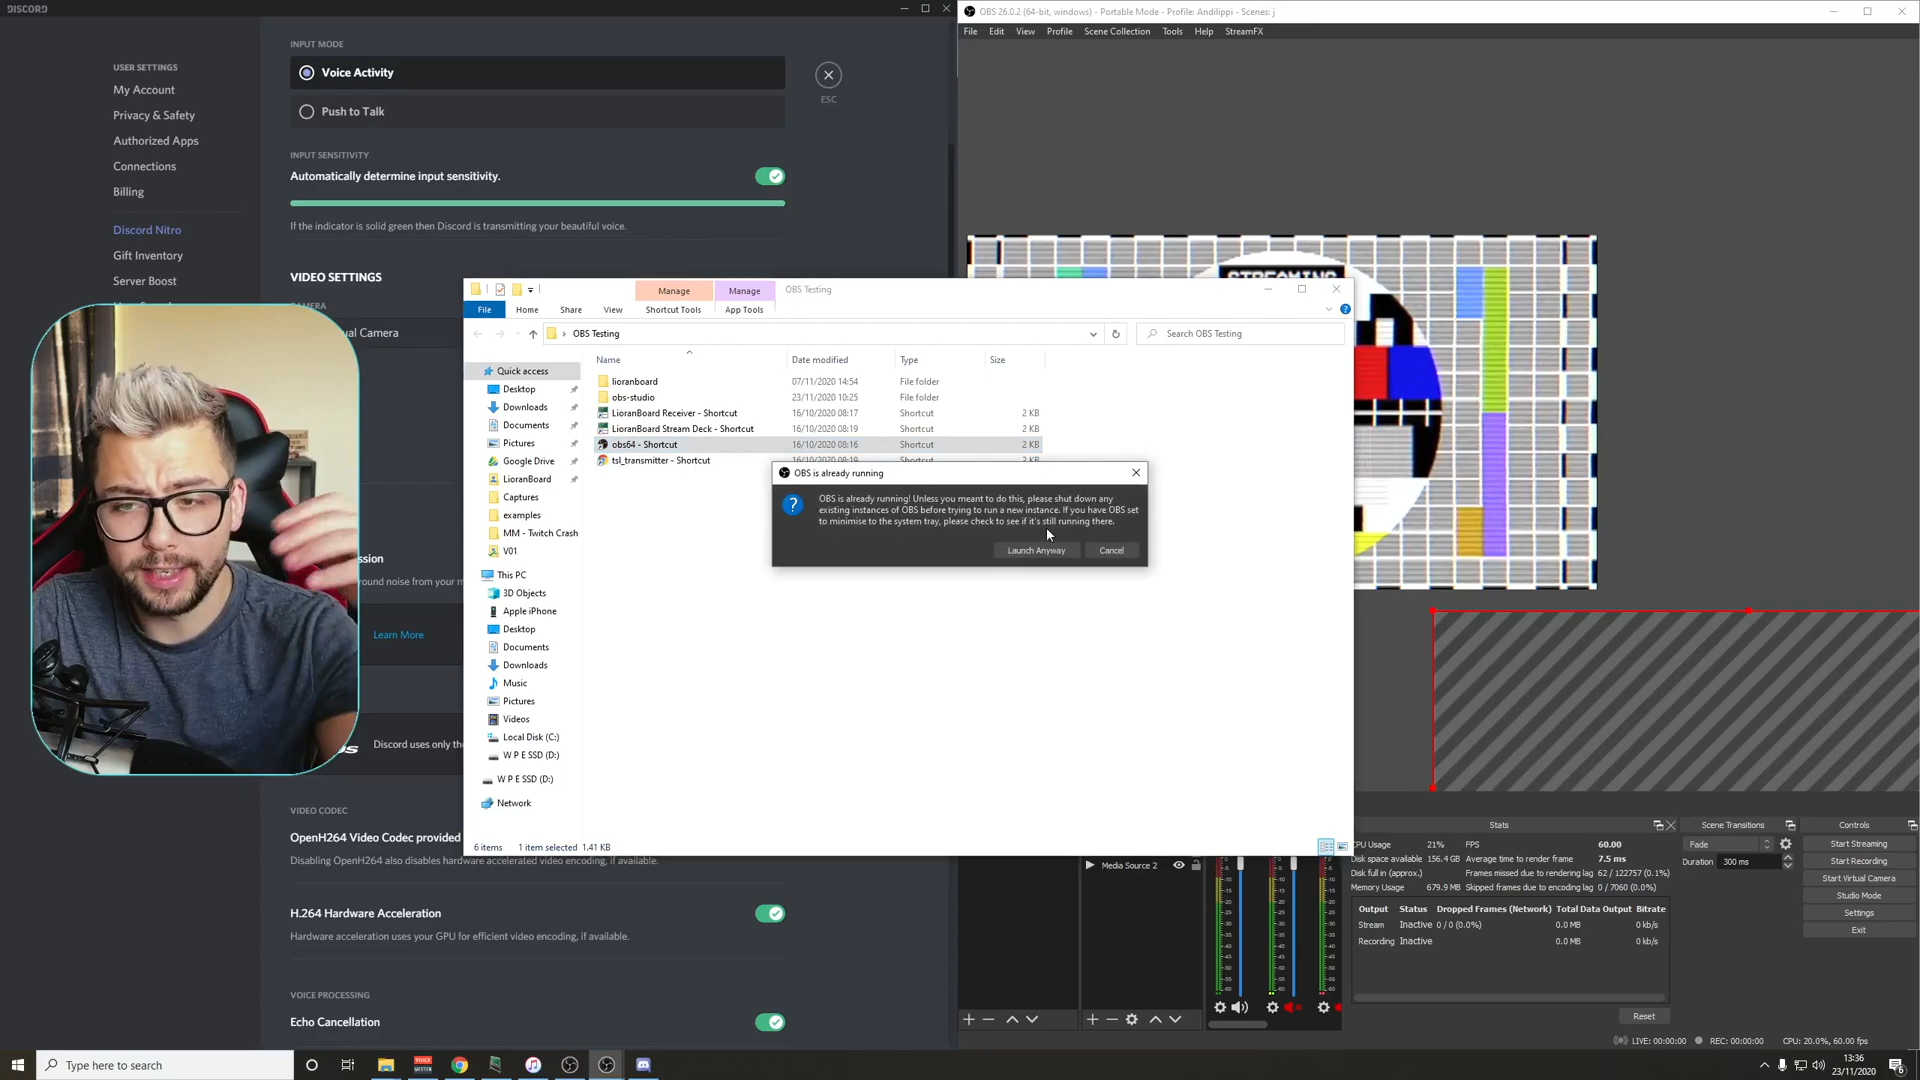 DISCORD
USER SETTINGS
My Account
Privacy & Safety
Authorized Apps
Connections
Billing
Discord Nitro
Gift Inventory
Server Boost
INPUT MODE
Voice Activity
Push to Talk
ESC
INPUT SENSITIVITY
Automatically determine input sensitivity.
If the indicator is solid green then Discord is transmitting your beautiful voice.
VIDEO SETTINGS
Learn More
Discord uses only the
VIDEO CODEC
OpenH264 Video Codec provided
Disabling OpenH264 also disables hardware accelerated video encoding, if available.
H.264 Hardware Acceleration
Hardware acceleration uses your GPU for efficient video encoding, if available.
VOICE PROCESSING
Echo Cancellation
Manage
Manage
OBS Testing
File
Home
Share
View
Shortcut Tools
App Tools
OBS Testing
Search OBS Testing
Name
Date modified
Type
Size
Quick access
Desktop
Downloads
Documents
Pictures
Google Drive
LioranBoard
Captures
examples
MM - Twitch Crash
V01
This PC
3D Objects
Apple iPhone
Desktop
Documents
Downloads
Music
Pictures
Videos
Local Disk (C:)
W P E SSD (D:)
W P E SSD (D:)
Network
lioranboard 07/11/2020 14:54 File folder
obs-studio 23/11/2020 10:25 File folder
LioranBoard Receiver - Shortcut 16/10/2020 08:17 Shortcut 2 KB
LioranBoard Stream Deck - Shortcut 16/10/2020 08:19 Shortcut 2 KB
obs64 - Shortcut 16/10/2020 08:16 Shortcut 2 KB
tsl_transmitter - Shortcut 16/10/2020 08:19 Shortcut 2 KB
6 items 1 item selected 1.41 KB
OBS is already running
OBS is already running! Unless you meant to do this, please shut down any
existing instances of OBS before trying to run a new instance. If you have OBS set
to minimise to the system tray, please check to see if it's still running there.
Launch Anyway
Cancel
OBS 26.0.2 (64-bit, windows) - Portable Mode - Profile: Andilippi - Scenes: j
File Edit View Profile Scene Collection Tools Help StreamFX
STREAMING
Media Source 2
Stats
CPU Usage 21% FPS 60.00
Disk space available 156.4 GB Average time to render frame 7.5 ms
Disk full in (approx.) Frames missed due to rendering lag 62 / 122757 (0.1%)
Memory Usage 679.9 MB Skipped frames due to encoding lag 0 / 7060 (0.0%)
Output Status Dropped Frames (Network) Total Data Output Bitrate
Stream Inactive 0 / 0 (0.0%) 0.0 MB 0 kb/s
Recording Inactive 0.0 MB 0 kb/s
Reset
Scene Transitions
Fade
Duration 300 ms
Controls
Start Streaming
Start Recording
Start Virtual Camera
Studio Mode
Settings
Exit
LIVE: 00:00:00 REC: 00:00:00 CPU: 20.0%, 60.00 fps
Type here to search
13:36
23/11/2020